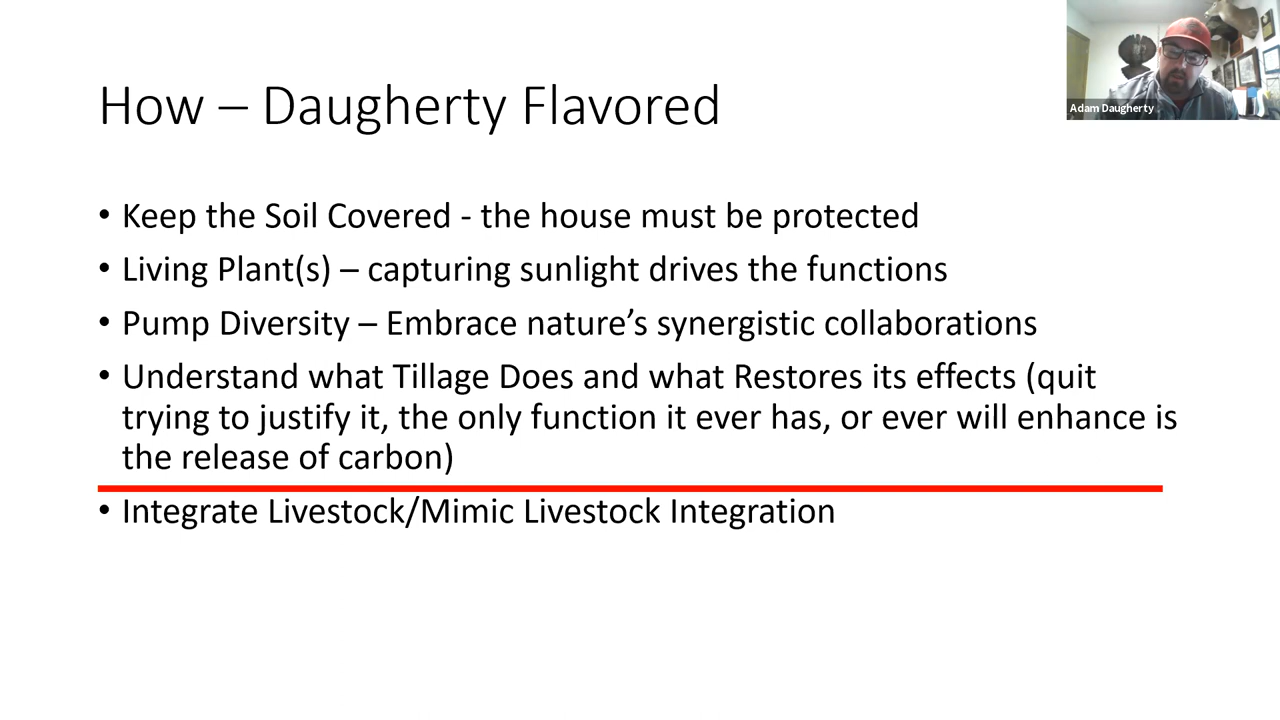 Adam Daugherty
How – Daugherty Flavored
• Keep the Soil Covered - the house must be protected
• Living Plant(s) – capturing sunlight drives the functions
• Pump Diversity – Embrace nature’s synergistic collaborations
• Understand what Tillage Does and what Restores its effects (quit
trying to justify it, the only function it ever has, or ever will enhance is
the release of carbon)
• Integrate Livestock/Mimic Livestock Integration